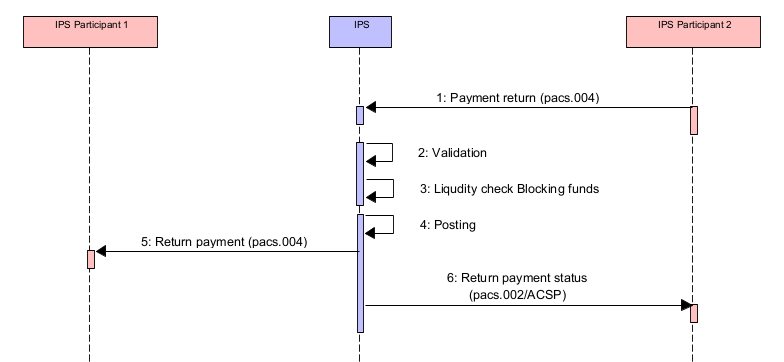 IPS Participant 1
IPS
IPS Participant 2
1: Payment return (pacs.004)
2: Validation
3: Liqudity check Blocking funds
4: Posting
5: Return payment (pacs.004)
6: Return payment status
(pacs.002/ACSP)